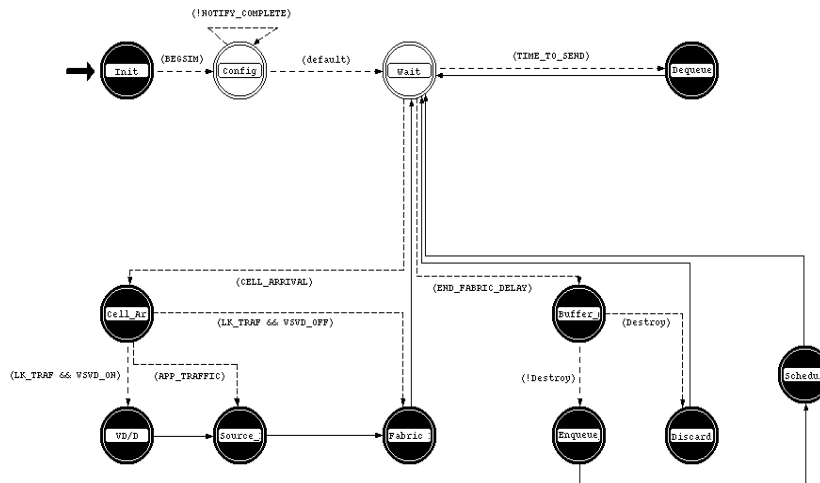 (!NOTIFY_COMPLETE)
Init
(BEGSIM)
Config
(default)
Wait
(TIME_TO_SEND)
Dequeue
(CELL_ARRIVAL)
(END_FABRIC_DELAY)
Cell_Ar
(LK_TRAF && VSVD_OFF)
Buffer_
(Destroy)
(LK_TRAF && VSVD_ON)
(APP_TRAFFIC)
(!Destroy)
Schedu
VD/D
Source_
Fabric
Enqueue
Discard